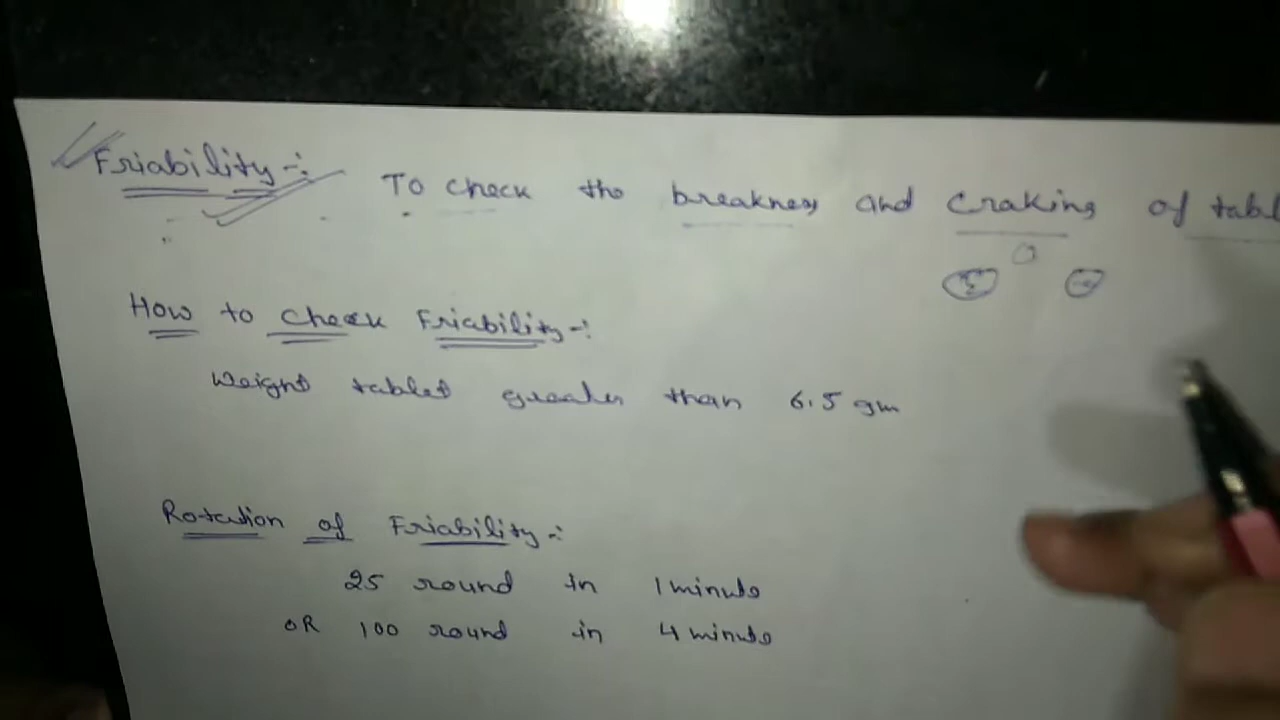 Friability -: To check the breakness and craking of tabl
How to check Friability -:
Weight tablet greater than 6.5 gm
Rotation of Friability -:
25 round in 1 minute
OR 100 round in 4 minute